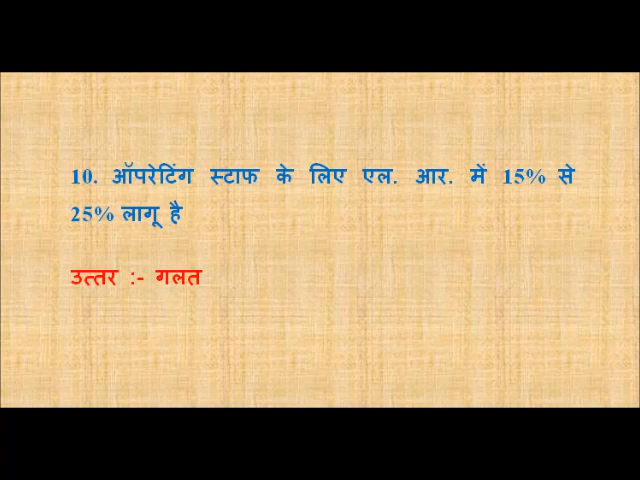 10. ऑपरेटिंग स्टाफ के लिए एल. आर. में 15% से
25% लागू है
उत्तर :- गलत